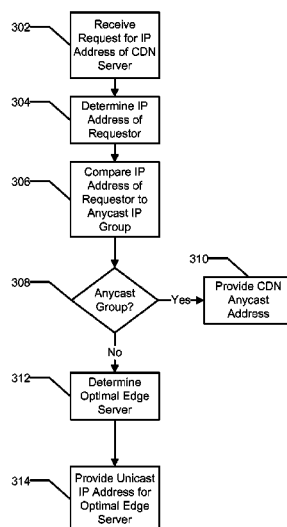 302
Receive
Request for IP
Address of CDN
Server
304
Determine IP
Address of
Requestor
306
Compare IP
Address of
Requestor to
Anycast IP
Group
308
Anycast
Group?
Yes
310
Provide CDN
Anycast
Address
No
312
Determine
Optimal Edge
Server
314
Provide Unicast
IP Address for
Optimal Edge
Server